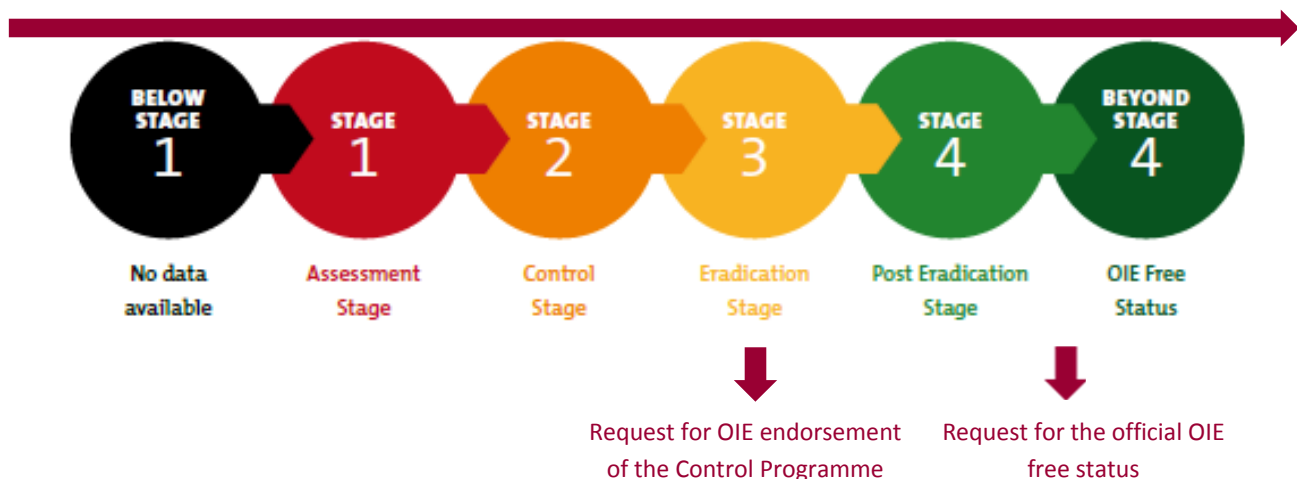 BELOW
STAGE
1
STAGE
1
STAGE
2
STAGE
3
STAGE
4
BEYOND
STAGE
4
No data
available
Assessment
Stage
Control
Stage
Eradication
Stage
Post Eradication
Stage
OIE Free
Status
Request for OIE endorsement
of the Control Programme
Request for the official OIE
free status